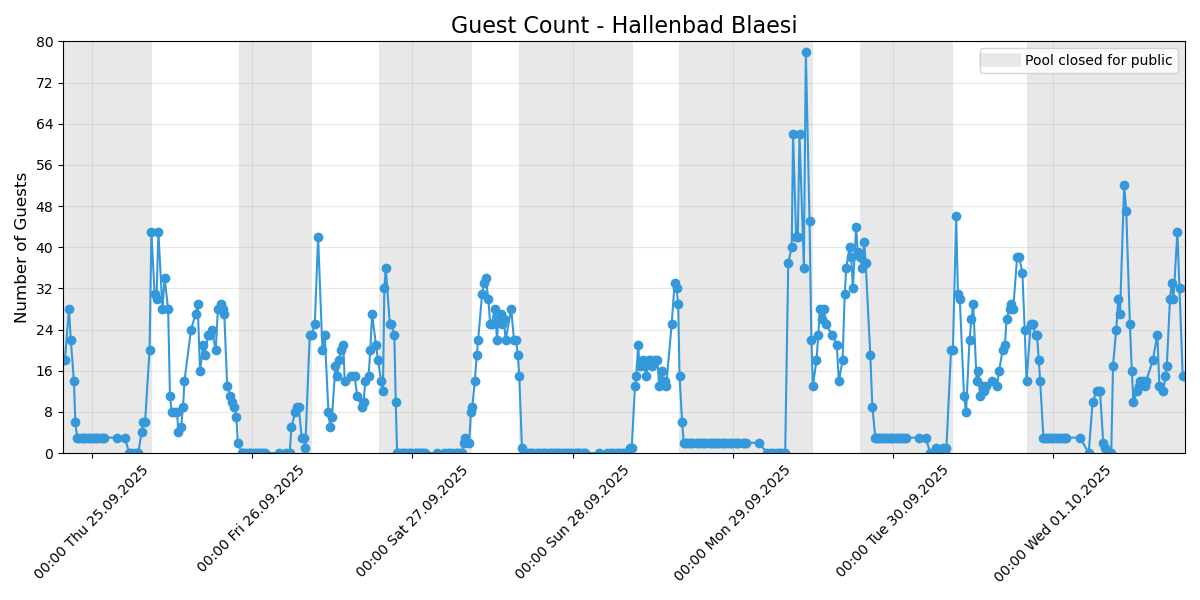 Guest Count - Hallenbad Blaesi
Pool closed for public
Number of Guests
80
72
64
56
48
40
32
24
16
8
0
00:00 Thu 25.09.2025
00:00 Fri 26.09.2025
00:00 Sat 27.09.2025
00:00 Sun 28.09.2025
00:00 Mon 29.09.2025
00:00 Tue 30.09.2025
00:00 Wed 01.10.2025